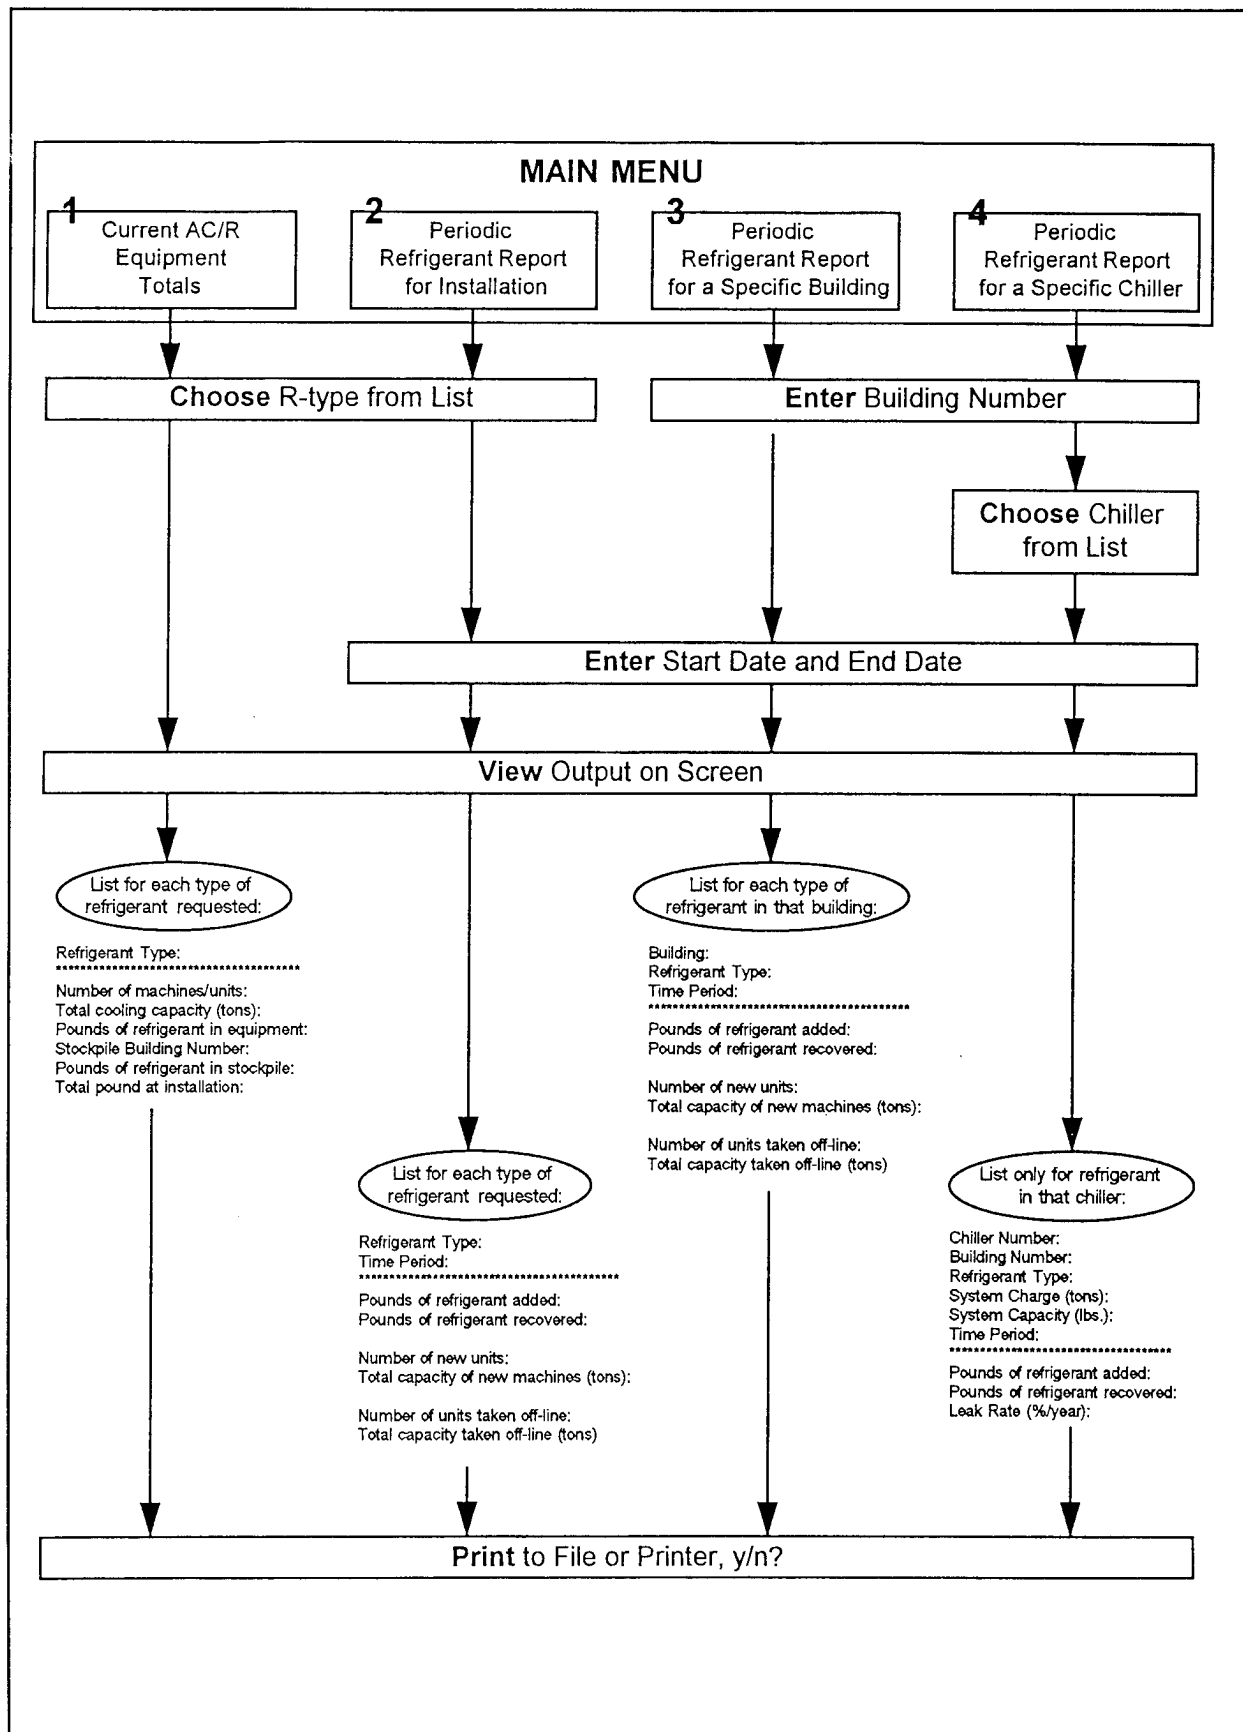 MAIN MENU
1
Current AC/R
Equipment
Totals
2
Periodic
Refrigerant Report
for Installation
3
Periodic
Refrigerant Report
for a Specific Building
4
Periodic
Refrigerant Report
for a Specific Chiller
Choose R-type from List
Enter Building Number
Choose Chiller
from List
Enter Start Date and End Date
View Output on Screen
List for each type of
refrigerant requested:
Refrigerant Type:
****************************************
Number of machines/units:
Total cooling capacity (tons):
Pounds of refrigerant in equipment:
Stockpile Building Number:
Pounds of refrigerant in stockpile:
Total pound at installation:
List for each type of
refrigerant requested:
Refrigerant Type:
Time Period:
*******************************************
Pounds of refrigerant added:
Pounds of refrigerant recovered:
Number of new units:
Total capacity of new machines (tons):
Number of units taken off-line:
Total capacity taken off-line (tons)
List for each type of
refrigerant in that building:
Building:
Refrigerant Type:
Time Period:
*******************************************
Pounds of refrigerant added:
Pounds of refrigerant recovered:
Number of new units:
Total capacity of new machines (tons):
Number of units taken off-line:
Total capacity taken off-line (tons)
List only for refrigerant
in that chiller:
Chiller Number:
Building Number:
Refrigerant Type:
System Charge (tons):
System Capacity (lbs.):
Time Period:
************************************
Pounds of refrigerant added:
Pounds of refrigerant recovered:
Leak Rate (%/year):
Print to File or Printer, y/n?